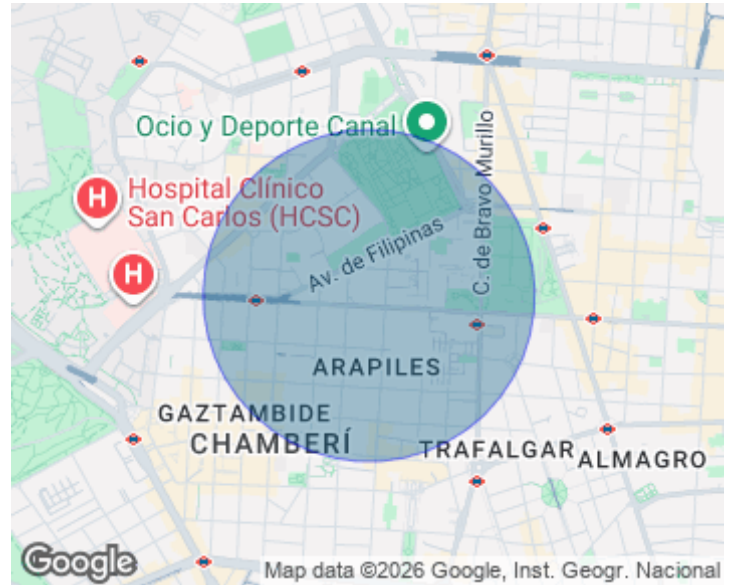 Ocio y Deporte Canal
H
Hospital Clínico
San Carlos (HCSC)
C. de Bravo Murillo
Av. de Filipinas
H
ARAPILES
GAZTAMBIDE
CHAMBERÍ
TRAFALGAR
ALMAGRO
Google
Map data ©2026 Google, Inst. Geogr. Nacional